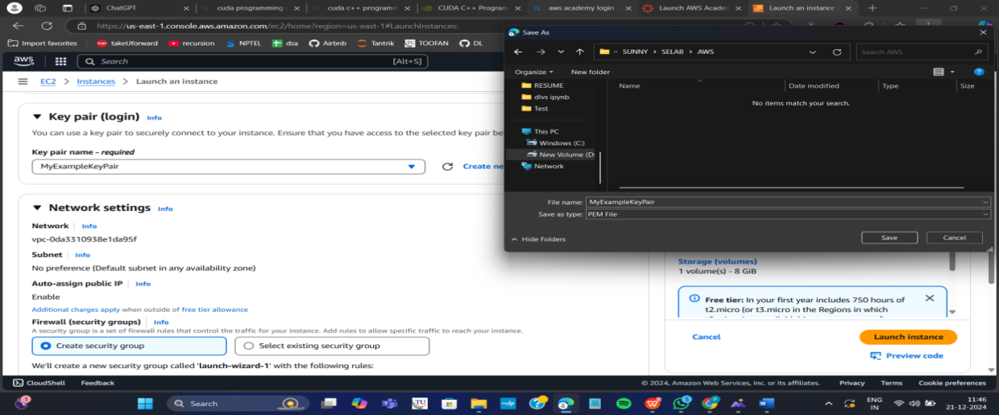 ChatGPT
cuda programming
cuda c++ programm
CUDA C++ Program
aws academy login
Launch AWS Acade
Launch an instance
https://us-east-1.console.aws.amazon.com/ec2/home?region=us-east-1#LaunchInstances:
Import favorites
takeUforward
recursion
NPTEL
dsa
Airbnb
Tantrik
TOOFAN
DL
aws
Search
[Alt+S]
EC2 > Instances > Launch an instance
Key pair (login) Info
You can use a key pair to securely connect to your instance. Ensure that you have access to the selected key pair be
Key pair name - required
MyExampleKeyPair
Create ne
Network settings Info
Network Info
vpc-0da3310938e1da95f
Subnet Info
No preference (Default subnet in any availability zone)
Auto-assign public IP Info
Enable
Additional charges apply when outside of free tier allowance
Firewall (security groups) Info
A security group is a set of firewall rules that control the traffic for your instance. Add rules to allow specific traffic to reach your instance.
Create security group
Select existing security group
We'll create a new security group called 'launch-wizard-1' with the following rules:
Save As
SUNNY > SELAB > AWS
Search AWS
Organize
New folder
RESUME
dlvs ipynb
Test
This PC
Windows (C:)
New Volume (D:
Network
Name
Date modified
Type
Size
No items match your search.
File name: MyExampleKeyPair
Save as type: PEM File
Hide Folders
Save
Cancel
Storage (volumes)
1 volume(s) - 8 GiB
Free tier: In your first year includes 750 hours of
t2.micro (or t3.micro in the Regions in which
Cancel
Launch instance
Preview code
CloudShell
Feedback
© 2024, Amazon Web Services, Inc. or its affiliates.
Privacy
Terms
Cookie preferences
1
Search
TU
5
ENG
IN
11:46
21-12-2024